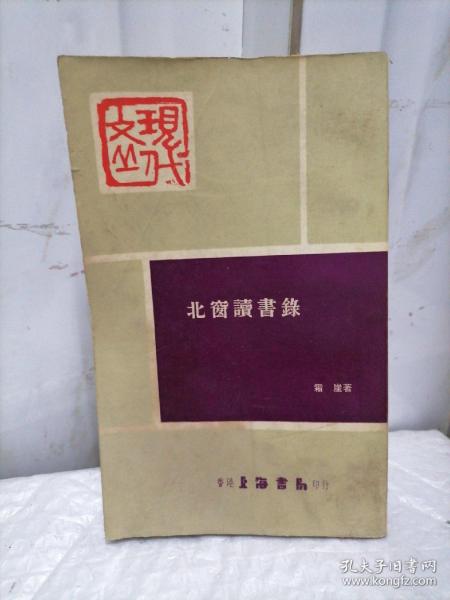 現代
文丛
北窗讀書錄
霜崖著
香港上海書局印行
孔夫子旧书网
www.kongfz.com